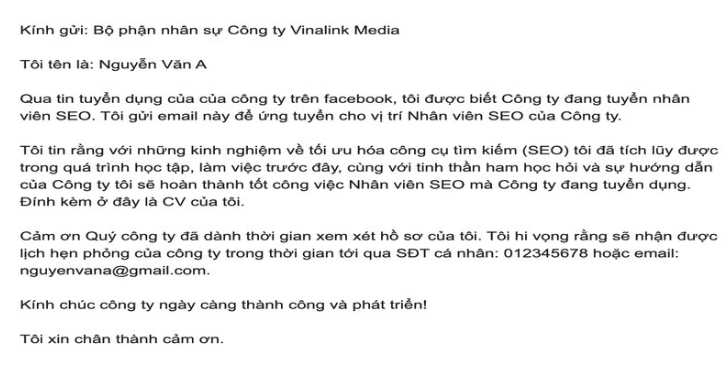 Kính gửi: Bộ phận nhân sự Công ty Vinalink Media
Tôi tên là: Nguyễn Văn A
Qua tin tuyển dụng của của công ty trên facebook, tôi được biết Công ty đang tuyển nhân
viên SEO. Tôi gửi email này để ứng tuyển cho vị trí Nhân viên SEO của Công ty.
Tôi tin rằng với những kinh nghiệm về tối ưu hóa công cụ tìm kiếm (SEO) tôi đã tích lũy được
trong quá trình học tập, làm việc trước đây, cùng với tinh thần ham học hỏi và sự hướng dẫn
của Công ty tôi sẽ hoàn thành tốt công việc Nhân viên SEO mà Công ty đang tuyển dụng.
Đính kèm ở đây là CV của tôi.
Cảm ơn Quý công ty đã dành thời gian xem xét hồ sơ của tôi. Tôi hi vọng rằng sẽ nhận được
lịch hẹn phỏng của công ty trong thời gian tới qua SĐT cá nhân: 012345678 hoặc email:
nguyenvana@gmail.com.
Kính chúc công ty ngày càng thành công và phát triển!
Tôi xin chân thành cảm ơn.